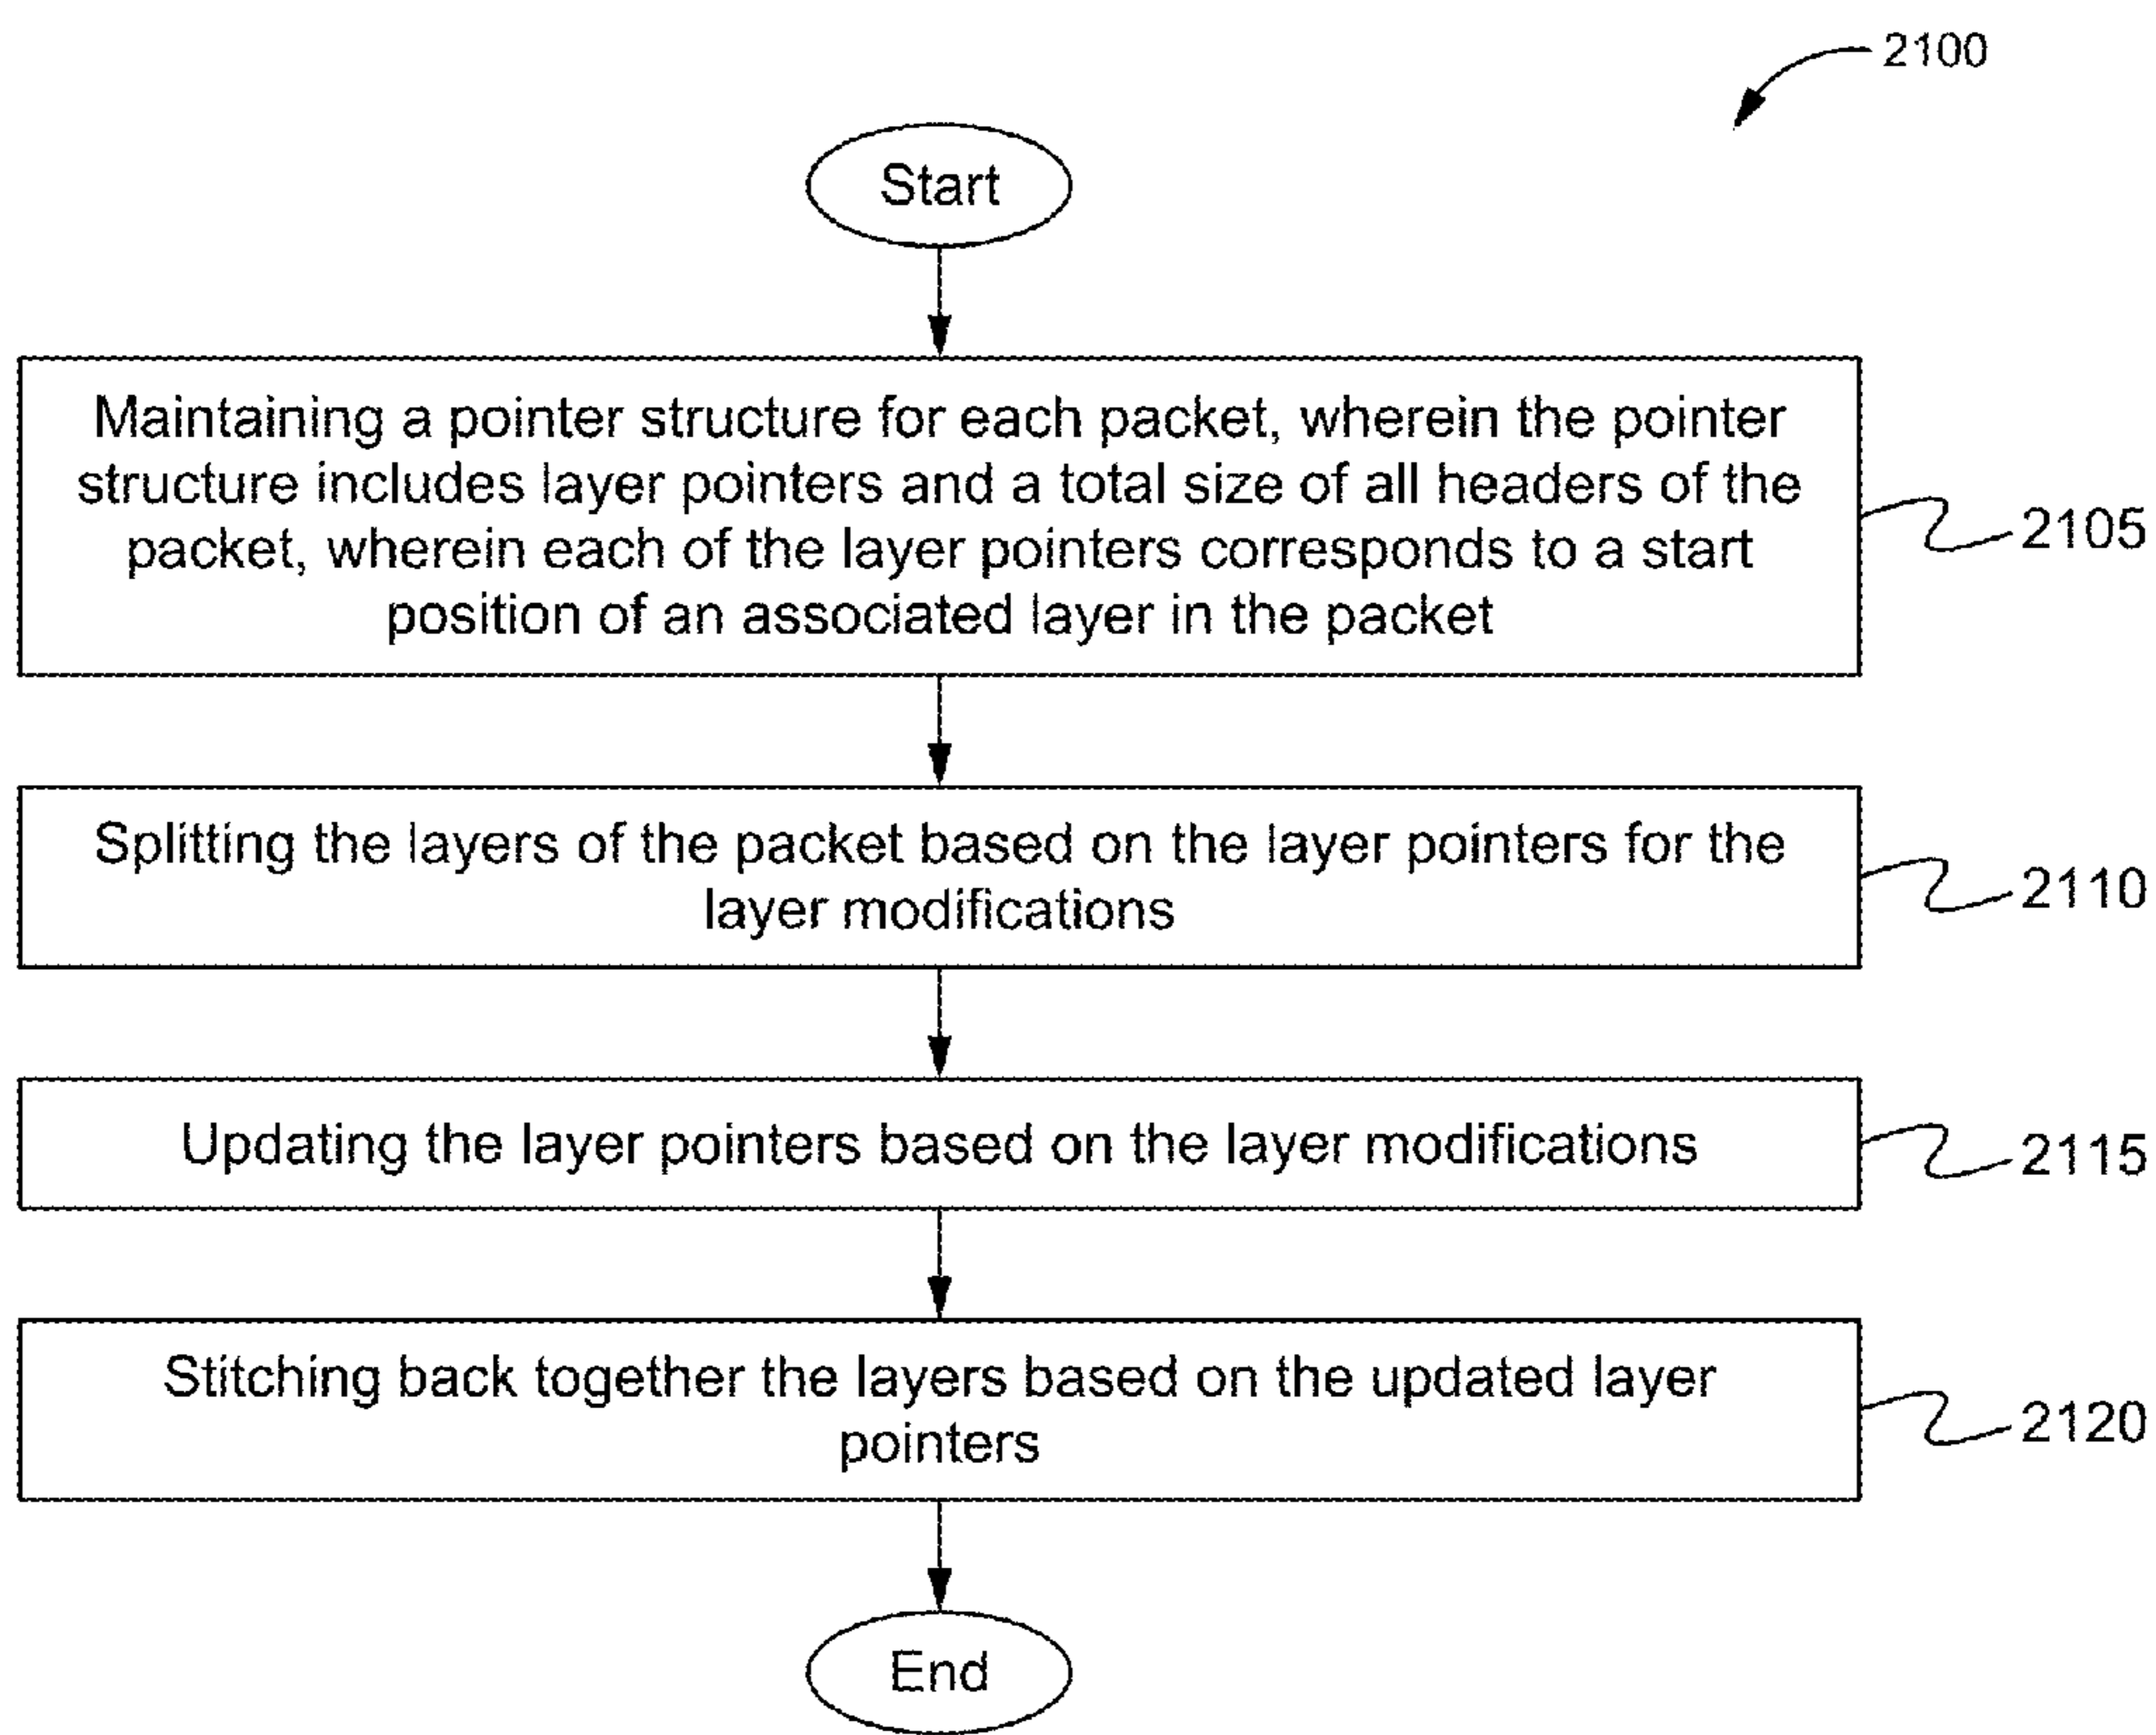 2100
Start
Maintaining a pointer structure for each packet, wherein the pointer
structure includes layer pointers and a total size of all headers of the
packet, wherein each of the layer pointers corresponds to a start
position of an associated layer in the packet
2105
Splitting the layers of the packet based on the layer pointers for the
layer modifications
2110
Updating the layer pointers based on the layer modifications
2115
Stitching back together the layers based on the updated layer
pointers
2120
End